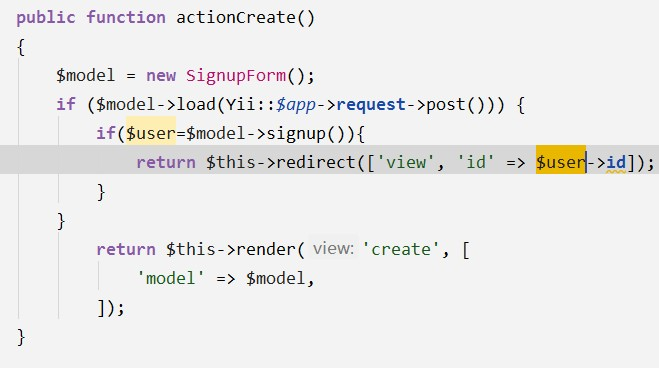 public function actionCreate()
{
$model = new SignupForm();
if ($model->load(Yii::$app->request->post())) {
if($user=$model->signup()){
return $this->redirect(['view', 'id' => $user->id]);
}
}
return $this->render( view: 'create', [
'model' => $model,
]);
}